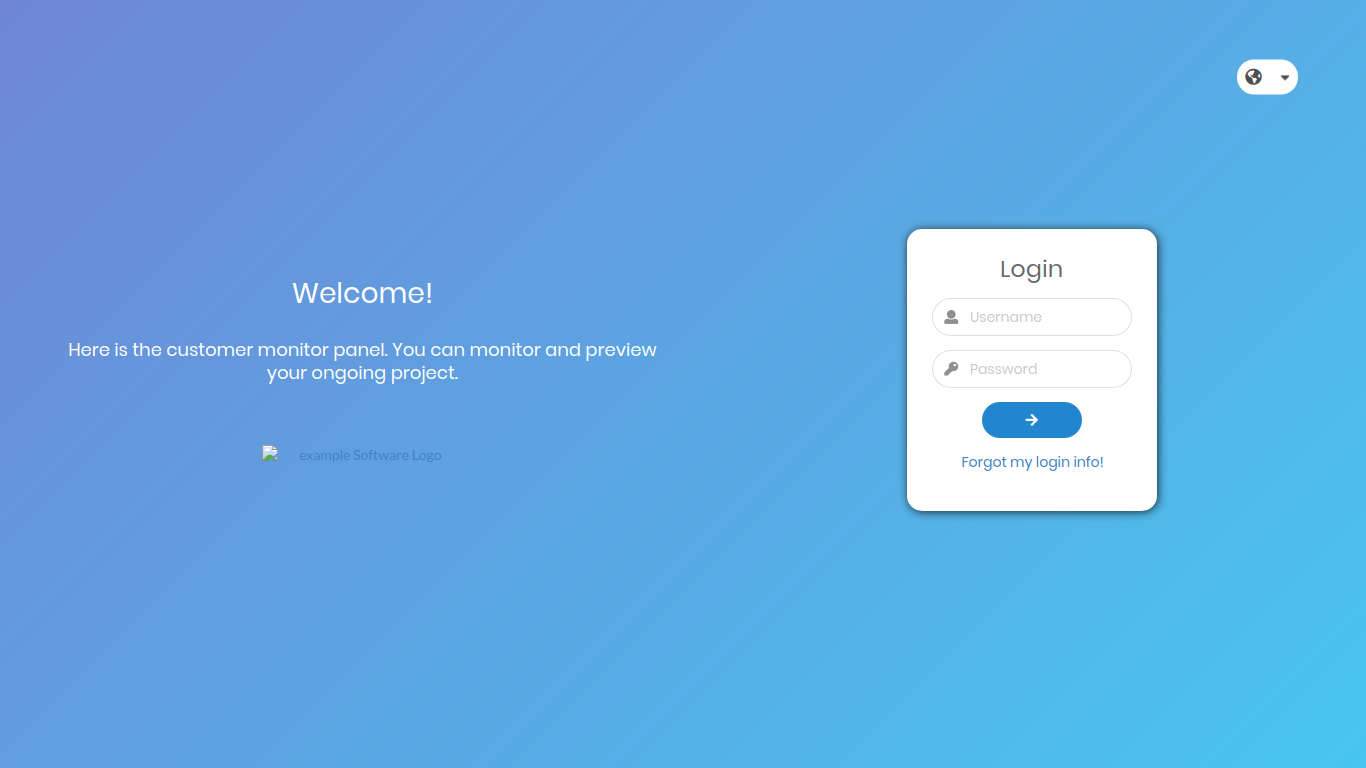 Welcome!
Here is the customer monitor panel. You can monitor and preview
your ongoing project.
example Software Logo
Login
Username
Password
Forgot my login info!